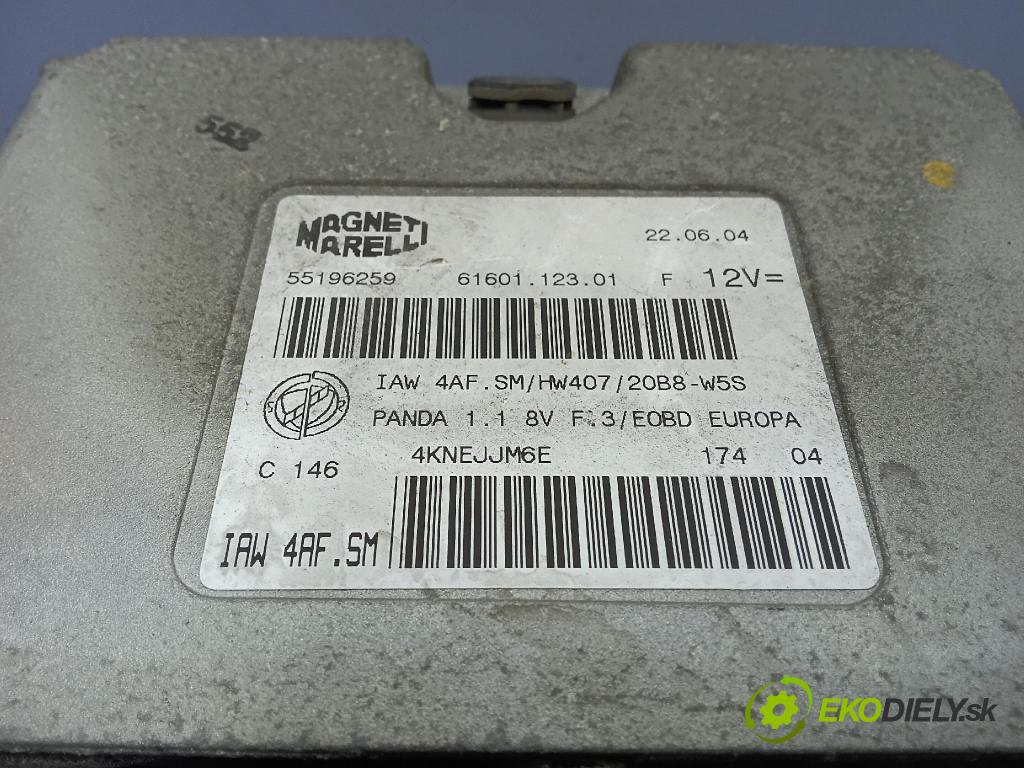 552
MAGNETI MARELLI
22.06.04
55196259 61601.123.01 F 12V=
IAW 4AF.SM/HW407/20B8-W5S
PANDA 1.1 8V F.3/EOBD EUROPA
C 146 4KNEJJM6E 174 04
IAW 4AF.SM
EKODIELY.sk